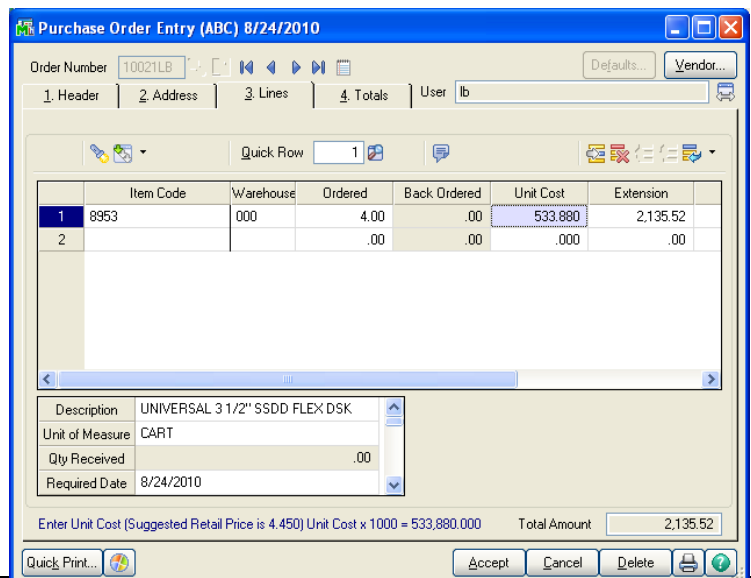 Purchase Order Entry (ABC) 8/24/2010
Order Number 10021LB Defaults... Vendor...
1. Header 2. Address 3. Lines 4. Totals User lb
Quick Row 1
Item Code Warehouse Ordered Back Ordered Unit Cost Extension
1 8953 000 4.00 .00 533.880 2,135.52
2 .00 .00 .000 .00
Description UNIVERSAL 3 1/2" SSDD FLEX DSK
Unit of Measure CART
Qty Received .00
Required Date 8/24/2010
Enter Unit Cost (Suggested Retail Price is 4.450) Unit Cost x 1000 = 533,880.000 Total Amount 2,135.52
Quick Print... Accept Cancel Delete